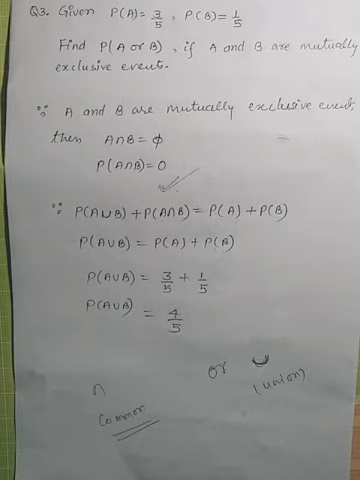 Q3. Given P(A)= 3/5 , P(B)= 1/5
Find P(A or B), if A and B are mutually
exclusive event.
∵ A and B are mutually exclusive event,
then A∩B = ϕ
P(A∩B)=0
∵ P(A∪B) + P(A∩B) = P(A) + P(B)
P(A∪B) = P(A) + P(B)
P(A∪B) = 3/5 + 1/5
P(A∪B) = 4/5
or ∪
(union)
∩
Common